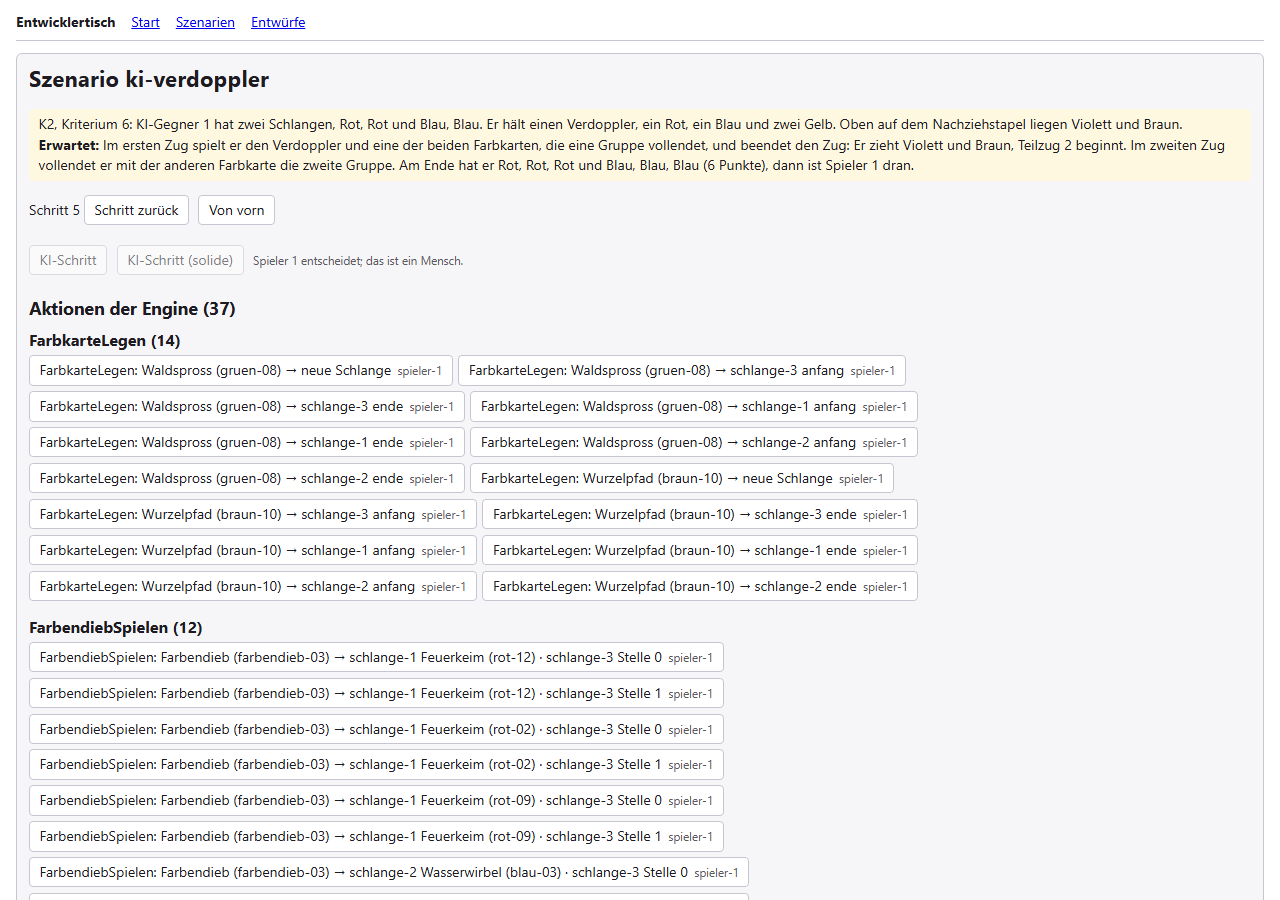 Entwicklertisch Start Szenarien Entwürfe
Szenario ki-verdoppler
K2, Kriterium 6: KI-Gegner 1 hat zwei Schlangen, Rot, Rot und Blau, Blau. Er hält einen Verdoppler, ein Rot, ein Blau und zwei Gelb. Oben auf dem Nachziehstapel liegen Violett und Braun.
Erwartet: Im ersten Zug spielt er den Verdoppler und eine der beiden Farbkarten, die eine Gruppe vollendet, und beendet den Zug: Er zieht Violett und Braun, Teilzug 2 beginnt. Im zweiten Zug
vollendet er mit der anderen Farbkarte die zweite Gruppe. Am Ende hat er Rot, Rot, Rot und Blau, Blau, Blau (6 Punkte), dann ist Spieler 1 dran.
Schritt 5 Schritt zurück Von vorn
KI-Schritt KI-Schritt (solide) Spieler 1 entscheidet; das ist ein Mensch.
Aktionen der Engine (37)
FarbkarteLegen (14)
FarbkarteLegen: Waldspross (gruen-08) → neue Schlange spieler-1 FarbkarteLegen: Waldspross (gruen-08) → schlange-3 anfang spieler-1
FarbkarteLegen: Waldspross (gruen-08) → schlange-3 ende spieler-1 FarbkarteLegen: Waldspross (gruen-08) → schlange-1 anfang spieler-1
FarbkarteLegen: Waldspross (gruen-08) → schlange-1 ende spieler-1 FarbkarteLegen: Waldspross (gruen-08) → schlange-2 anfang spieler-1
FarbkarteLegen: Waldspross (gruen-08) → schlange-2 ende spieler-1 FarbkarteLegen: Wurzelpfad (braun-10) → neue Schlange spieler-1
FarbkarteLegen: Wurzelpfad (braun-10) → schlange-3 anfang spieler-1 FarbkarteLegen: Wurzelpfad (braun-10) → schlange-3 ende spieler-1
FarbkarteLegen: Wurzelpfad (braun-10) → schlange-1 anfang spieler-1 FarbkarteLegen: Wurzelpfad (braun-10) → schlange-1 ende spieler-1
FarbkarteLegen: Wurzelpfad (braun-10) → schlange-2 anfang spieler-1 FarbkarteLegen: Wurzelpfad (braun-10) → schlange-2 ende spieler-1
FarbendiebSpielen (12)
FarbendiebSpielen: Farbendieb (farbendieb-03) → schlange-1 Feuerkeim (rot-12) · schlange-3 Stelle 0 spieler-1
FarbendiebSpielen: Farbendieb (farbendieb-03) → schlange-1 Feuerkeim (rot-12) · schlange-3 Stelle 1 spieler-1
FarbendiebSpielen: Farbendieb (farbendieb-03) → schlange-1 Feuerkeim (rot-02) · schlange-3 Stelle 0 spieler-1
FarbendiebSpielen: Farbendieb (farbendieb-03) → schlange-1 Feuerkeim (rot-02) · schlange-3 Stelle 1 spieler-1
FarbendiebSpielen: Farbendieb (farbendieb-03) → schlange-1 Feuerkeim (rot-09) · schlange-3 Stelle 0 spieler-1
FarbendiebSpielen: Farbendieb (farbendieb-03) → schlange-1 Feuerkeim (rot-09) · schlange-3 Stelle 1 spieler-1
FarbendiebSpielen: Farbendieb (farbendieb-03) → schlange-2 Wasserwirbel (blau-03) · schlange-3 Stelle 0 spieler-1